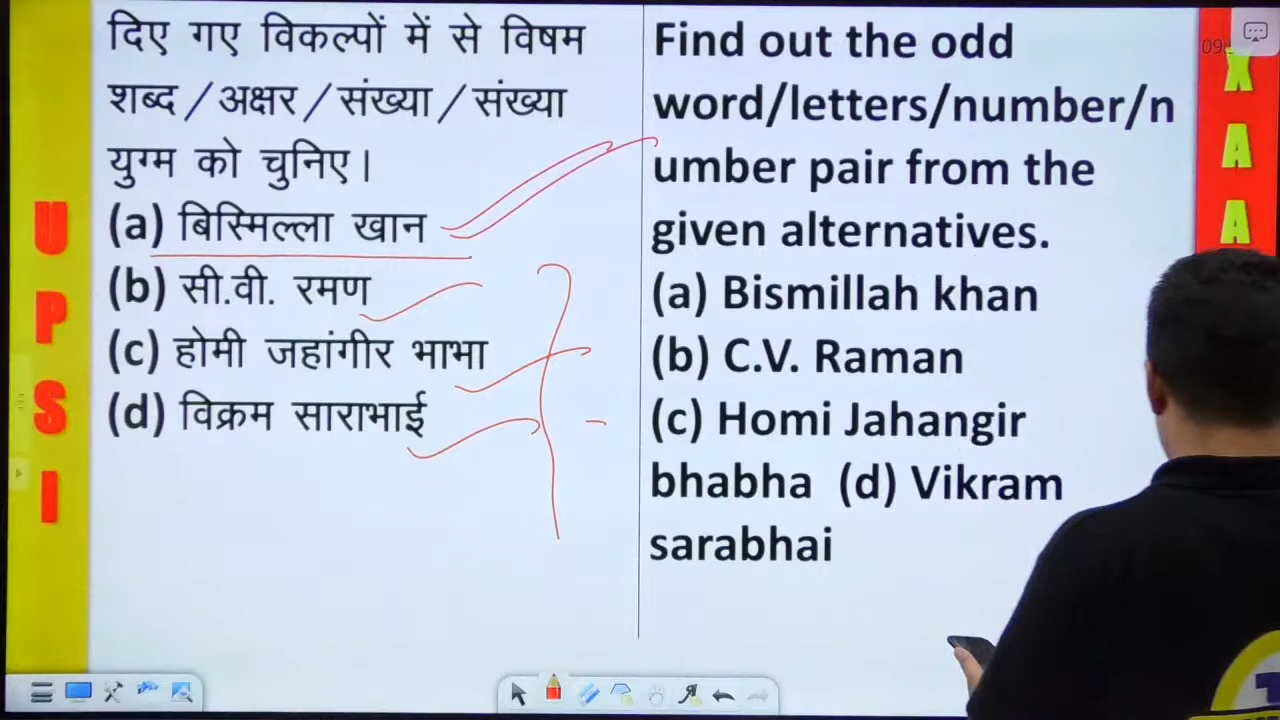 दिए गए विकल्पों में से विषम
शब्द/अक्षर/संख्या/संख्या
युग्म को चुनिए।
(a) बिस्मिल्ला खान
(b) सी.वी. रमण
(c) होमी जहांगीर भाभा
(d) विक्रम साराभाई
Find out the odd
word/letters/number/n
umber pair from the
given alternatives.
(a) Bismillah khan
(b) C.V. Raman
(c) Homi Jahangir
bhabha (d) Vikram
sarabhai
U
P
S
I
X
A
A